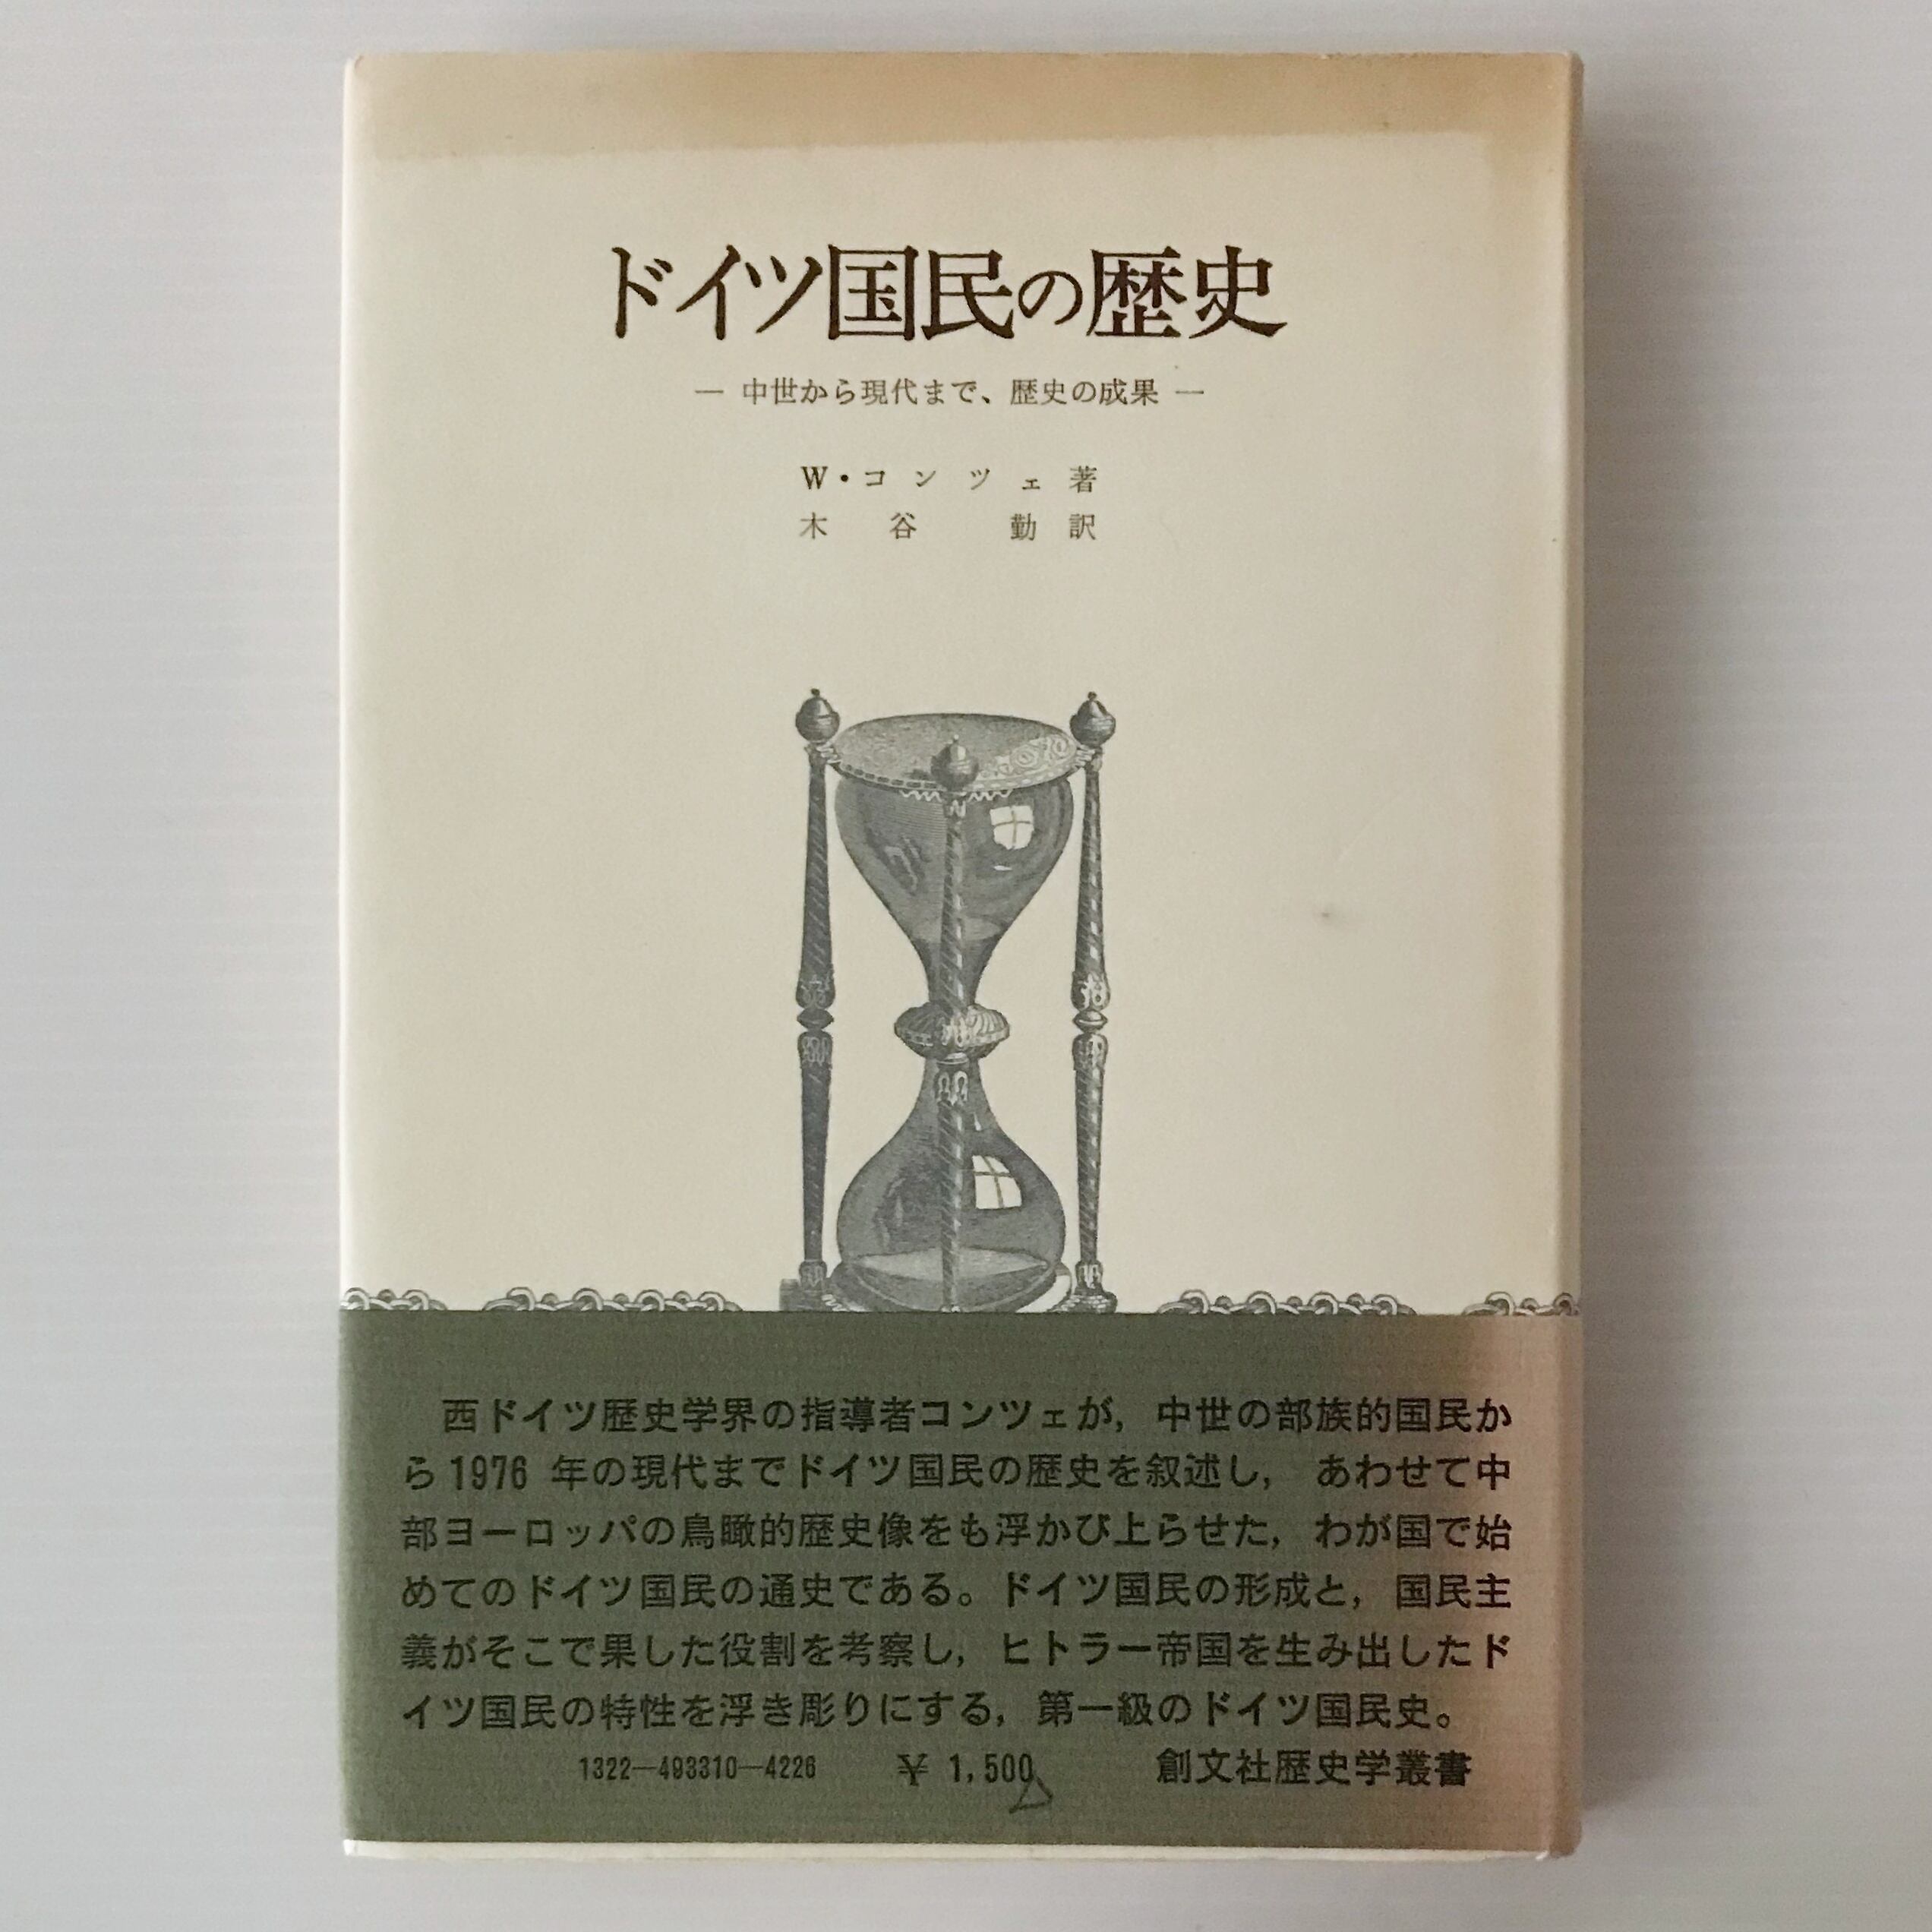 ドイツ国民の歴史
― 中世から現代まで、歴史の成果 ―
W・コンツェ著
木谷勤訳
西ドイツ歴史学界の指導者コンツェが，中世の部族的国民か
ら1976 年の現代までドイツ国民の歴史を叙述し， あわせて中
部ヨーロッパの鳥瞰的歴史像をも浮かび上らせた，わが国で始
めてのドイツ国民の通史である。ドイツ国民の形成と，国民主
義がそこで果した役割を考察し，ヒトラー帝国を生み出したド
イツ国民の特性を浮き彫りにする，第一級のドイツ国民史。
1322―493310―4226 ￥ 1,500 創文社歴史学叢書